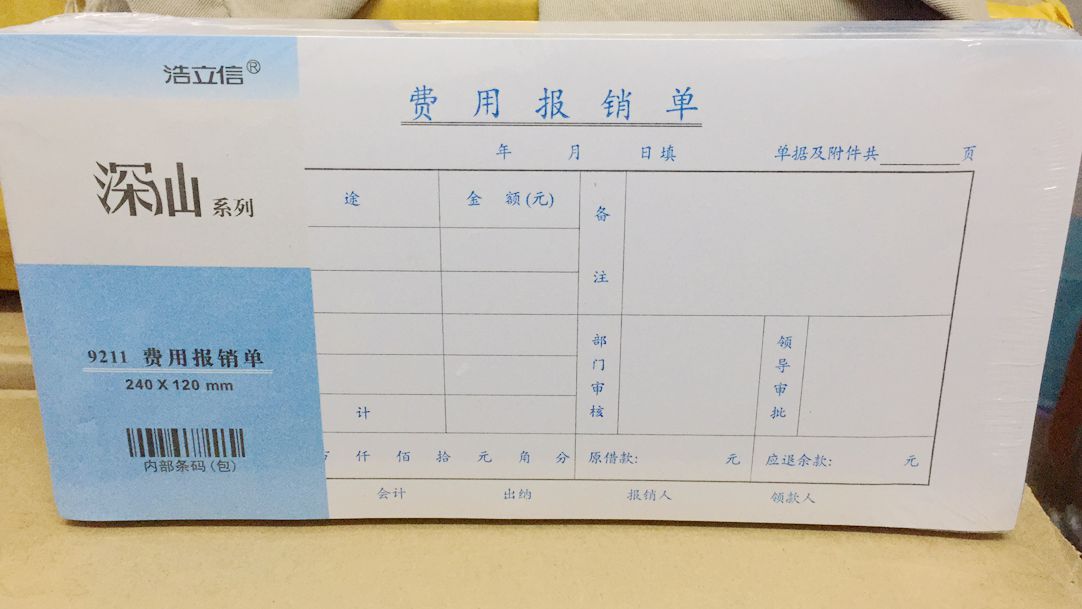 浩立信®
深汕系列
9211 费用报销单
240 X 120 mm
内部条码(包)
费用报销单
年 月 日填 单据及附件共 页
途 金 额(元) 备注
部门审核 领导审批
计
万 仟 佰 拾 元 角 分 原借款: 元 应退余款: 元
会计 出纳 报销人 领款人